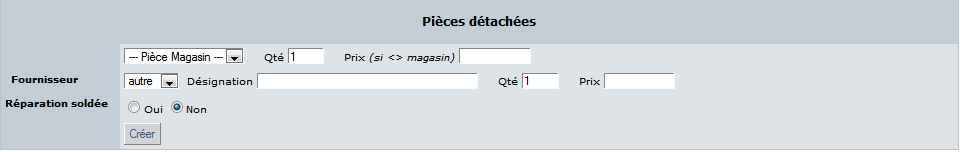 Pièces détachées
--- Pièce Magasin --- Qté 1 Prix (si <> magasin)
Fournisseur autre Désignation Qté 1 Prix
Réparation soldée Oui Non
Créer